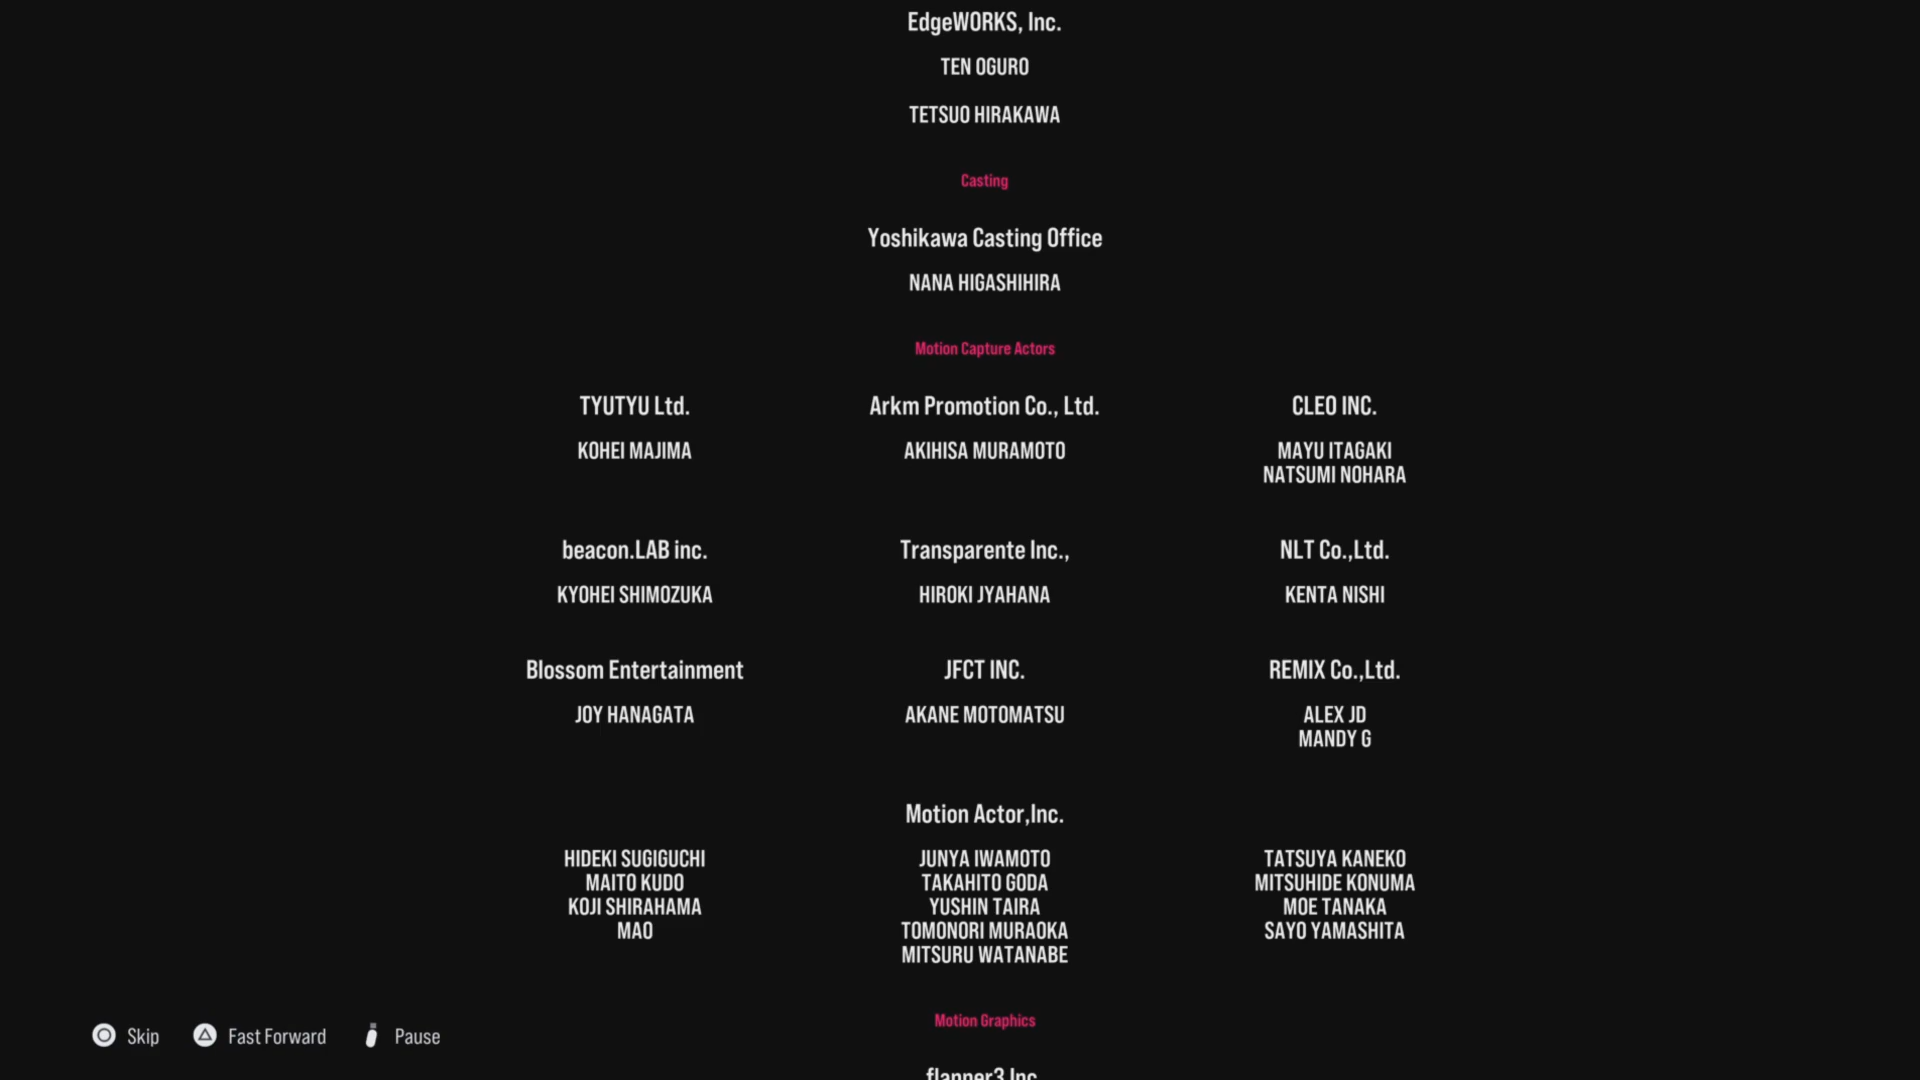 EdgeWORKS, Inc.
TEN OGURO
TETSUO HIRAKAWA
Casting
Yoshikawa Casting Office
NANA HIGASHIHIRA
Motion Capture Actors
TYUTYU Ltd.
KOHEI MAJIMA
Arkm Promotion Co., Ltd.
AKIHISA MURAMOTO
CLEO INC.
MAYU ITAGAKI
NATSUMI NOHARA
beacon.LAB inc.
KYOHEI SHIMOZUKA
Transparente Inc.,
HIROKI JYAHANA
NLT Co.,Ltd.
KENTA NISHI
Blossom Entertainment
JOY HANAGATA
JFCT INC.
AKANE MOTOMATSU
REMIX Co.,Ltd.
ALEX JD
MANDY G
Motion Actor,Inc.
HIDEKI SUGIGUCHI
MAITO KUDO
KOJI SHIRAHAMA
MAO
JUNYA IWAMOTO
TAKAHITO GODA
YUSHIN TAIRA
TOMONORI MURAOKA
MITSURU WATANABE
TATSUYA KANEKO
MITSUHIDE KONUMA
MOE TANAKA
SAYO YAMASHITA
Motion Graphics
flapper3 Inc.
Skip
Fast Forward
Pause